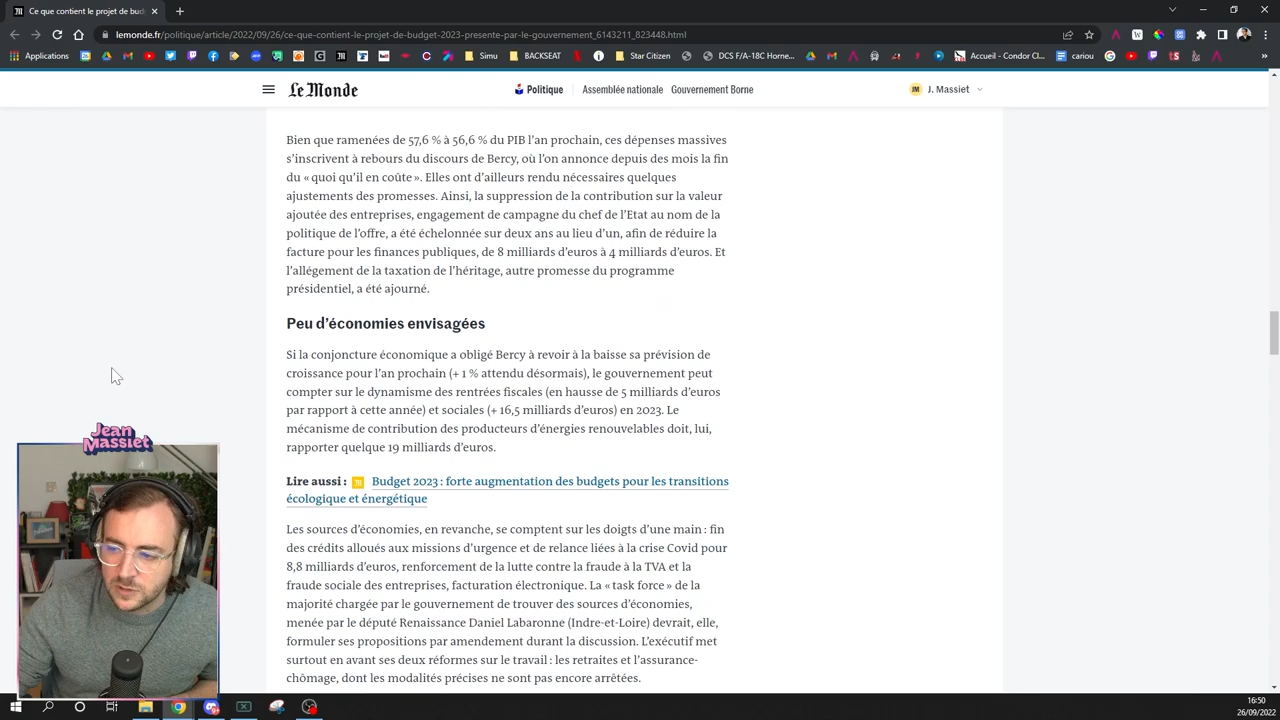 Ce que contient le projet de bud
lemonde.fr/politique/article/2022/09/26/ce-que-contient-le-projet-de-budget-2023-presente-par-le-gouvernement_6143211_823448.html
Applications
Simu
BACKSEAT
Star Citizen
DCS F/A-18C Horne...
Accueil - Condor Cl...
cariou
Le Monde
Politique
Assemblée nationale
Gouvernement Borne
JM
J. Massiet
Bien que ramenées de 57,6 % à 56,6 % du PIB l’an prochain, ces dépenses massives
s’inscrivent à rebours du discours de Bercy, où l’on annonce depuis des mois la fin
du « quoi qu’il en coûte ». Elles ont d’ailleurs rendu nécessaires quelques
ajustements des promesses. Ainsi, la suppression de la contribution sur la valeur
ajoutée des entreprises, engagement de campagne du chef de l’Etat au nom de la
politique de l’offre, a été échelonnée sur deux ans au lieu d’un, afin de réduire la
facture pour les finances publiques, de 8 milliards d’euros à 4 milliards d’euros. Et
l’allégement de la taxation de l’héritage, autre promesse du programme
présidentiel, a été ajourné.
Peu d’économies envisagées
Si la conjoncture économique a obligé Bercy à revoir à la baisse sa prévision de
croissance pour l’an prochain (+ 1 % attendu désormais), le gouvernement peut
compter sur le dynamisme des rentrées fiscales (en hausse de 5 milliards d’euros
par rapport à cette année) et sociales (+ 16,5 milliards d’euros) en 2023. Le
mécanisme de contribution des producteurs d’énergies renouvelables doit, lui,
rapporter quelque 19 milliards d’euros.
Lire aussi : Budget 2023 : forte augmentation des budgets pour les transitions
écologique et énergétique
Les sources d’économies, en revanche, se comptent sur les doigts d’une main : fin
des crédits alloués aux missions d’urgence et de relance liées à la crise Covid pour
8,8 milliards d’euros, renforcement de la lutte contre la fraude à la TVA et la
fraude sociale des entreprises, facturation électronique. La « task force » de la
majorité chargée par le gouvernement de trouver des sources d’économies,
menée par le député Renaissance Daniel Labaronne (Indre-et-Loire) devrait, elle,
formuler ses propositions par amendement durant la discussion. L’exécutif met
surtout en avant ses deux réformes sur le travail : les retraites et l’assurance-
chômage, dont les modalités précises ne sont pas encore arrêtées.
Jean
Massiet
16:50
26/09/2022